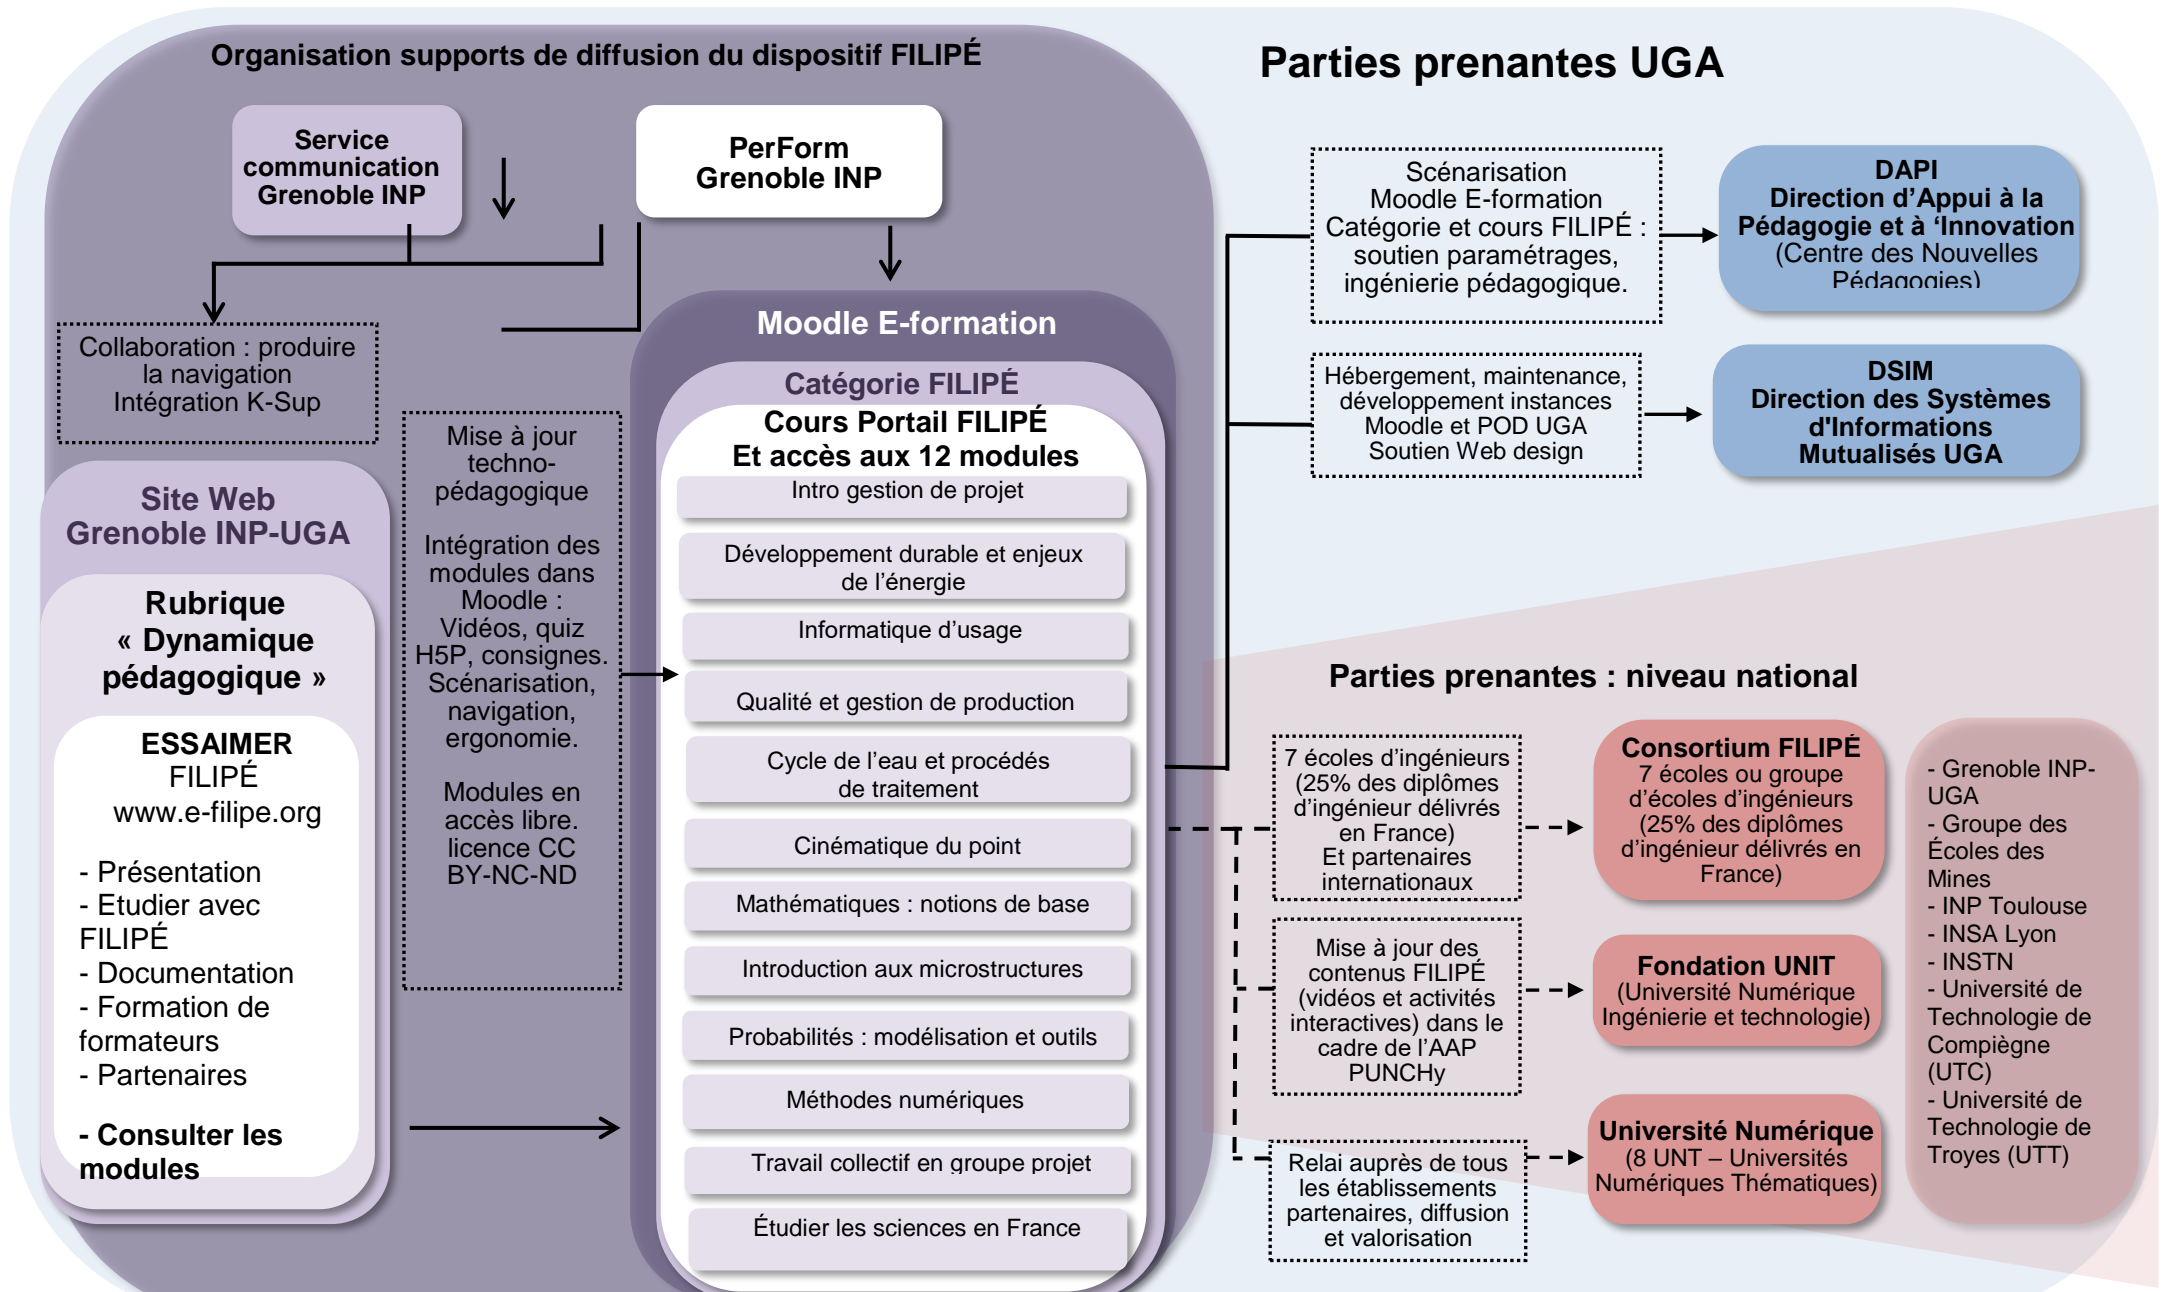 Organisation supports de diffusion du dispositif FILIPÉ
Parties prenantes UGA
Service
communication
Grenoble INP
PerForm
Grenoble INP
Collaboration : produire
la navigation
Intégration K-Sup
Site Web
Grenoble INP-UGA
Rubrique
« Dynamique
pédagogique »
ESSAIMER
FILIPÉ
www.e-filipe.org
- Présentation
- Etudier avec
FILIPÉ
- Documentation
- Formation de
formateurs
- Partenaires
- Consulter les
modules
Mise à jour
techno-
pédagogique
Intégration des
modules dans
Moodle :
Vidéos, quiz
H5P, consignes.
Scénarisation,
navigation,
ergonomie.
Modules en
accès libre.
licence CC
BY-NC-ND
Moodle E-formation
Catégorie FILIPÉ
Cours Portail FILIPÉ
Et accès aux 12 modules
Intro gestion de projet
Développement durable et enjeux
de l’énergie
Informatique d’usage
Qualité et gestion de production
Cycle de l’eau et procédés
de traitement
Cinématique du point
Mathématiques : notions de base
Introduction aux microstructures
Probabilités : modélisation et outils
Méthodes numériques
Travail collectif en groupe projet
Étudier les sciences en France
Scénarisation
Moodle E-formation
Catégorie et cours FILIPÉ :
soutien paramétrages,
ingénierie pédagogique.
DAPI
Direction d’Appui à la
Pédagogie et à ‘Innovation
(Centre des Nouvelles
Pédagogies)
Hébergement, maintenance,
développement instances
Moodle et POD UGA
Soutien Web design
DSIM
Direction des Systèmes
d'Informations
Mutualisés UGA
Parties prenantes : niveau national
7 écoles d’ingénieurs
(25% des diplômes
d’ingénieur délivrés
en France)
Et partenaires
internationaux
Consortium FILIPÉ
7 écoles ou groupe
d’écoles d’ingénieurs
(25% des diplômes
d’ingénieur délivrés en
France)
Mise à jour des
contenus FILIPÉ
(vidéos et activités
interactives) dans le
cadre de l’AAP
PUNCHy
Fondation UNIT
(Université Numérique
Ingénierie et technologie)
Relai auprès de tous
les établissements
partenaires, diffusion
et valorisation
Université Numérique
(8 UNT – Universités
Numériques Thématiques)
- Grenoble INP-
UGA
- Groupe des
Écoles des
Mines
- INP Toulouse
- INSA Lyon
- INSTN
- Université de
Technologie de
Compiègne
(UTC)
- Université de
Technologie de
Troyes (UTT)